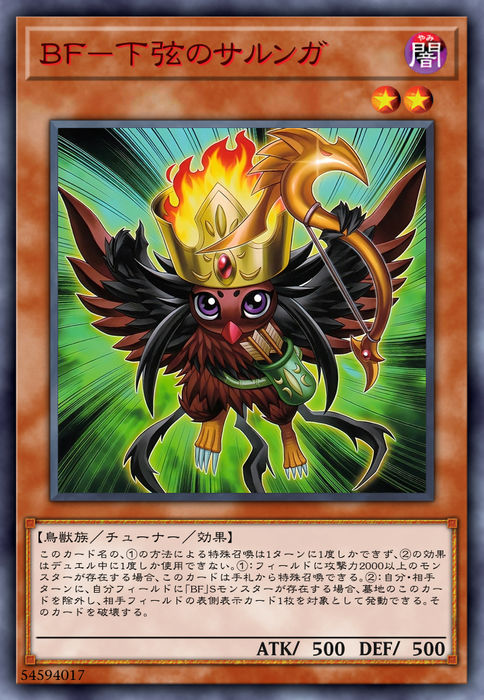 BF－下弦のサルンガ
やみ
闇
【鳥獣族／チューナー／効果】
このカード名の、①の方法による特殊召喚は1ターンに1度しかできず、②の効果
はデュエル中に1度しか使用できない。①：フィールドに攻撃力2000以上のモン
スターが存在する場合、このカードは手札から特殊召喚できる。②：自分・相手
ターンに、自分フィールドに「BF」Sモンスターが存在する場合、墓地のこのカー
ドを除外し、相手フィールドの表側表示カード1枚を対象として発動できる。そ
のカードを破壊する。
ATK/ 500 DEF/ 500
54594017